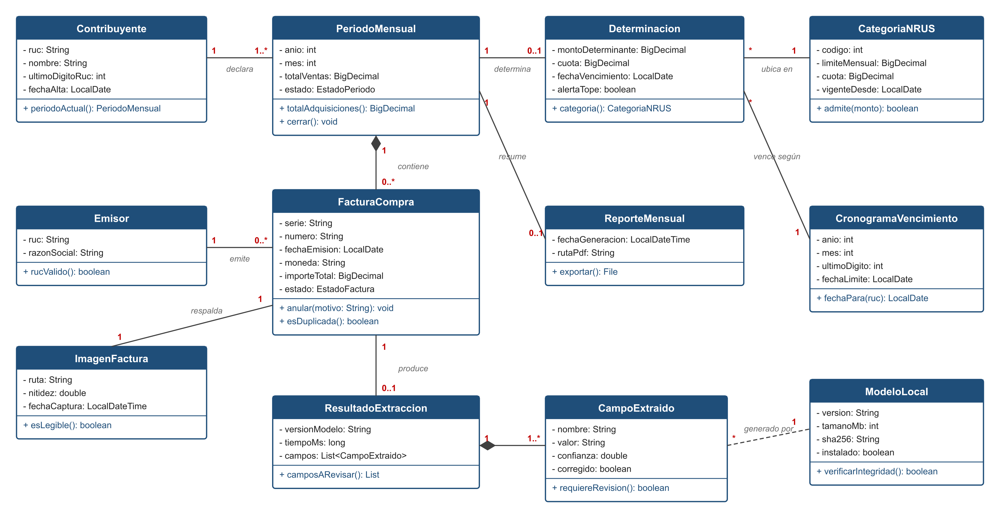 Contribuyente
- ruc: String
- nombre: String
- ultimoDigitoRuc: int
- fechaAlta: LocalDate
+ periodoActual(): PeriodoMensual
1
1..*
declara
PeriodoMensual
- anio: int
- mes: int
- totalVentas: BigDecimal
- estado: EstadoPeriodo
+ totalAdquisiciones(): BigDecimal
+ cerrar(): void
1
0..1
determina
Determinacion
- montoDeterminante: BigDecimal
- cuota: BigDecimal
- fechaVencimiento: LocalDate
- alertaTope: boolean
+ categoria(): CategoriaNRUS
*
1
ubica en
CategoriaNRUS
- codigo: int
- limiteMensual: BigDecimal
- cuota: BigDecimal
- vigenteDesde: LocalDate
+ admite(monto): boolean
1
contiene
0..*
1
resume
0..1
*
vence según
1
Emisor
- ruc: String
- razonSocial: String
+ rucValido(): boolean
1
0..*
emite
FacturaCompra
- serie: String
- numero: String
- fechaEmision: LocalDate
- moneda: String
- importeTotal: BigDecimal
- estado: EstadoFactura
+ anular(motivo: String): void
+ esDuplicada(): boolean
ReporteMensual
- fechaGeneracion: LocalDateTime
- rutaPdf: String
+ exportar(): File
CronogramaVencimiento
- anio: int
- mes: int
- ultimoDigito: int
- fechaLimite: LocalDate
+ fechaPara(ruc): LocalDate
1
respalda
1
ImagenFactura
- ruta: String
- nitidez: double
- fechaCaptura: LocalDateTime
+ esLegible(): boolean
1
produce
0..1
ResultadoExtraccion
- versionModelo: String
- tiempoMs: long
- campos: List<CampoExtraido>
+ camposARevisar(): List
1
1..*
CampoExtraido
- nombre: String
- valor: String
- confianza: double
- corregido: boolean
+ requiereRevision(): boolean
*
generado por
1
ModeloLocal
- version: String
- tamanoMb: int
- sha256: String
- instalado: boolean
+ verificarIntegridad(): boolean